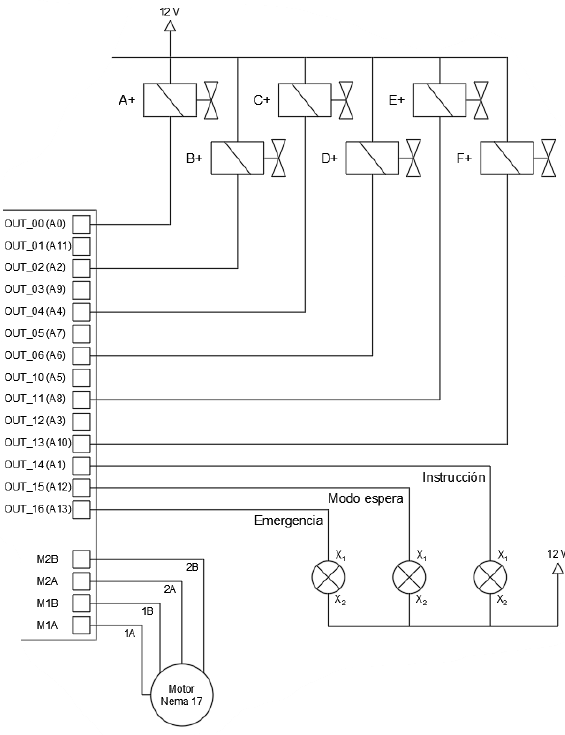 12 V
A+
C+
E+
B+
D+
F+
OUT_00 (A0)
OUT_01 (A11)
OUT_02 (A2)
OUT_03 (A9)
OUT_04 (A4)
OUT_05 (A7)
OUT_06 (A6)
OUT_10 (A5)
OUT_11 (A8)
OUT_12 (A3)
OUT_13 (A10)
OUT_14 (A1)
OUT_15 (A12)
OUT_16 (A13)
Instrucción
Modo espera
Emergencia
X1
X1
X1
12 V
X2
X2
X2
M2B
M2A
M1B
M1A
2B
2A
1B
1A
Motor
Nema 17